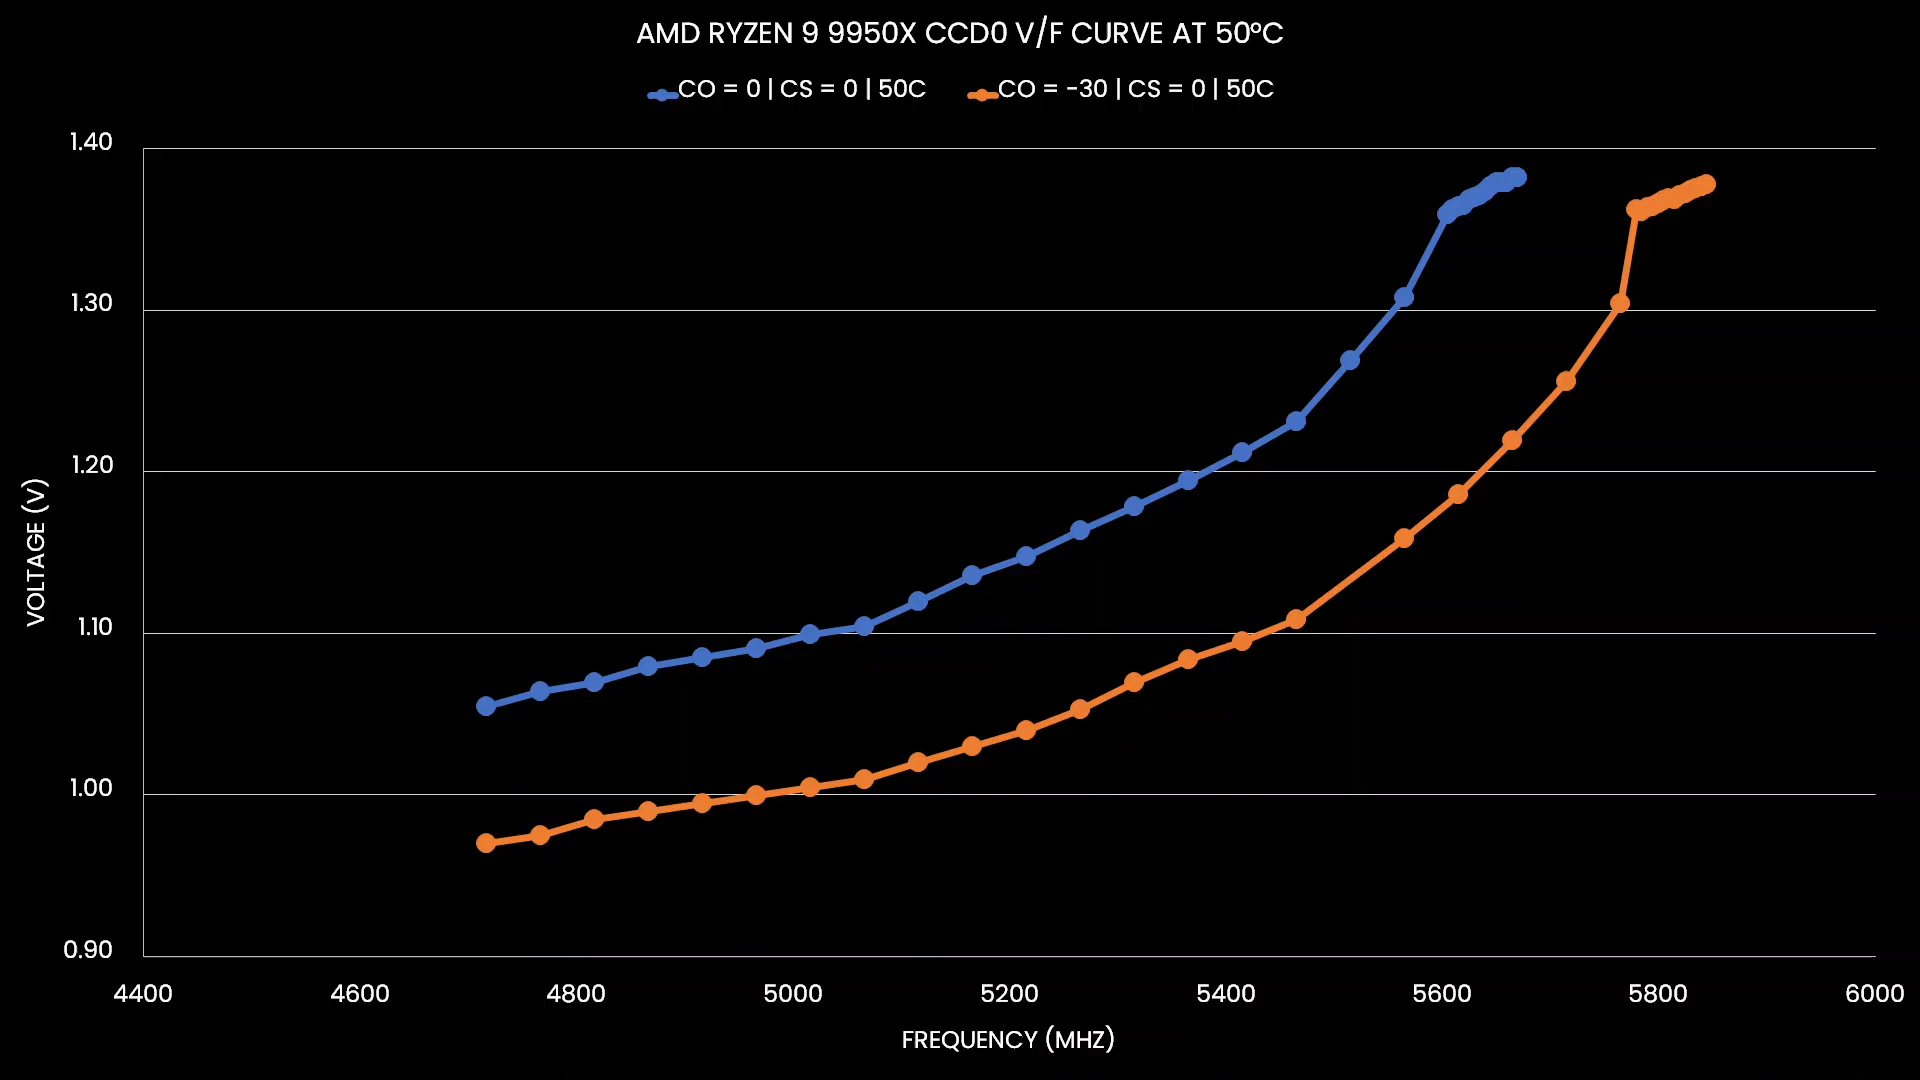 AMD RYZEN 9 9950X CCD0 V/F CURVE AT 50°C
CO = 0 | CS = 0 | 50C
CO = -30 | CS = 0 | 50C
1.40
1.30
1.20
1.10
1.00
0.90
VOLTAGE (V)
4400 4600 4800 5000 5200 5400 5600 5800 6000
FREQUENCY (MHZ)